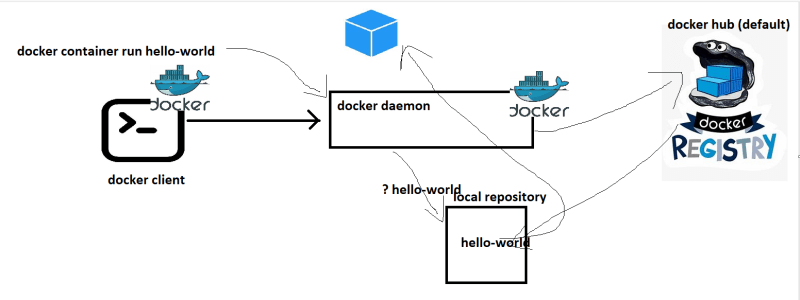 docker hub (default)
docker container run hello-world
docker
docker daemon
docker
docker
REGISTRY
docker client
? hello-world
local repository
hello-world